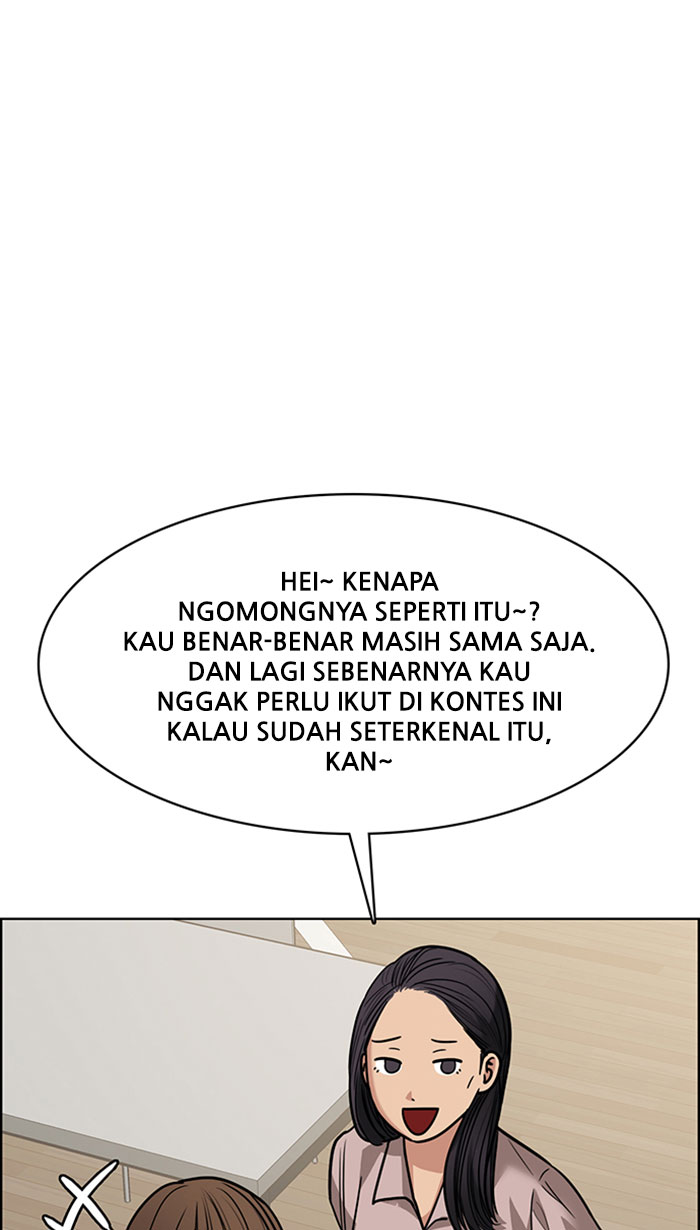 HEI~ KENAPA
NGOMONGNYA SEPERTI ITU~?
KAU BENAR-BENAR MASIH SAMA SAJA.
DAN LAGI SEBENARNYA KAU
NGGAK PERLU IKUT DI KONTES INI
KALAU SUDAH SETERKENAL ITU,
KAN~